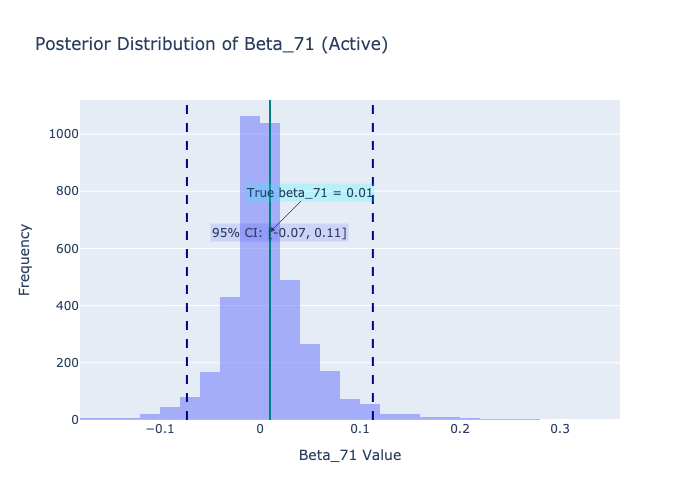 Posterior Distribution of Beta_71 (Active)
1000
800
600
400
200
0
Frequency
True beta_71 = 0.01
95% CI: [-0.07, 0.11]
−0.1
0
0.1
0.2
0.3
Beta_71 Value